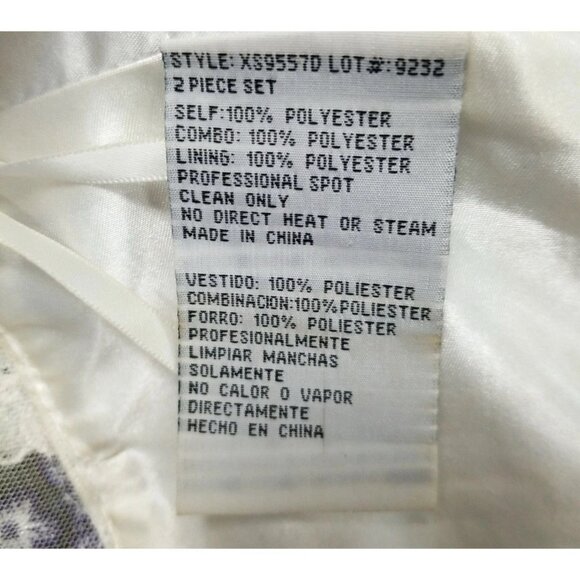 STYLE: XS9557D LOT#:9232
2 PIECE SET
SELF:100% POLYESTER
COMBO: 100% POLYESTER
LINING: 100% POLYESTER
PROFESSIONAL SPOT
CLEAN ONLY
NO DIRECT HEAT OR STEAM
MADE IN CHINA
VESTIDO: 100% POLIESTER
COMBINACION:100%POLIESTER
FORRO: 100% POLIESTER
PROFESIONALMENTE
LIMPIAR MANCHAS
SOLAMENTE
NO CALOR O VAPOR
DIRECTAMENTE
HECHO EN CHINA